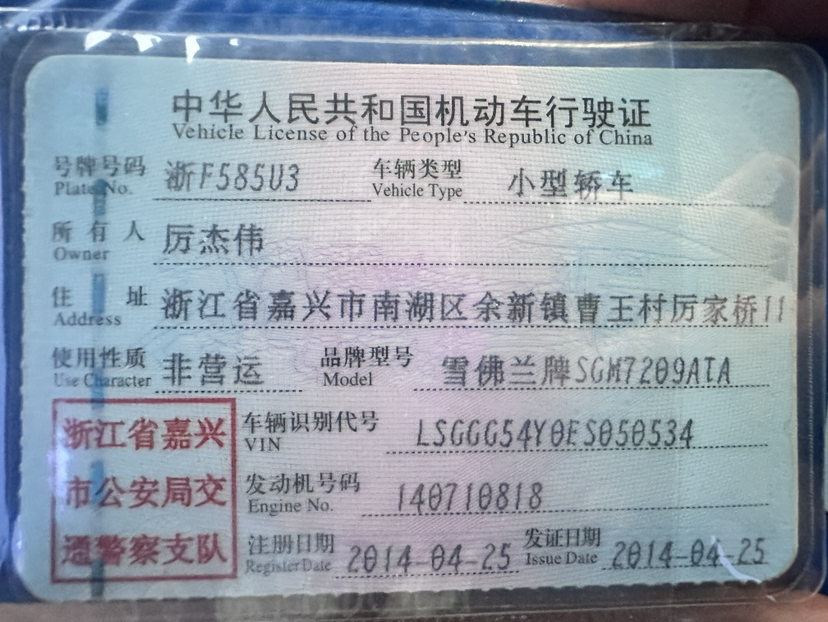 中华人民共和国机动车行驶证
Vehicle License of the People's Republic of China
号牌号码 浙F585U3 车辆类型 小型轿车
Plate No. Vehicle Type
所有人 厉杰伟
Owner
住址 浙江省嘉兴市南湖区余新镇曹王村厉家桥11
Address
使用性质 非营运 品牌型号 雪佛兰牌SGM7209ATA
Use Character Model
浙江省嘉兴 车辆识别代号 LSGGG54Y0ES050534
VIN
市公安局交 发动机号码 140710818
Engine No.
通警察支队 注册日期 2014-04-25 发证日期 2014-04-25
Register Date Issue Date